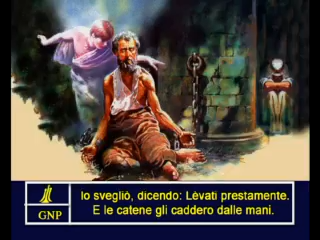 lo svegliò, dicendo: Lèvati prestamente.
E le catene gli caddero dalle mani.
GNP